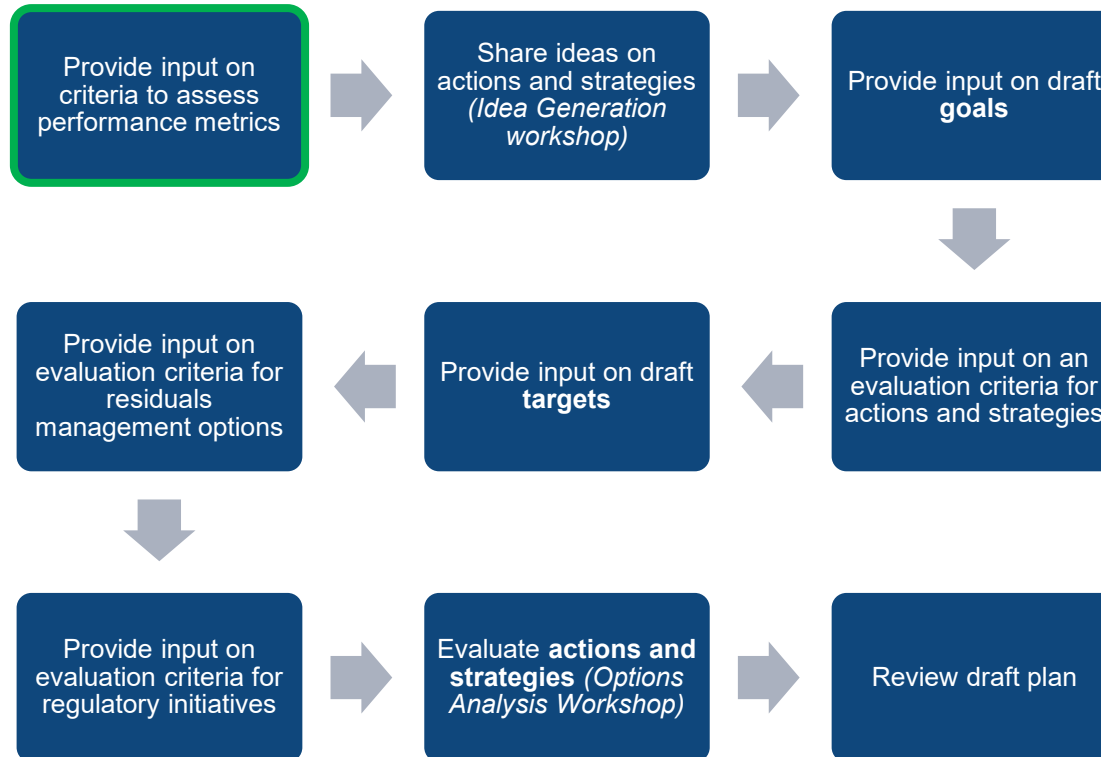 Provide input on
criteria to assess
performance metrics
Share ideas on
actions and strategies
(Idea Generation
workshop)
Provide input on draft
goals
Provide input on an
evaluation criteria for
actions and strategies
Provide input on draft
targets
Provide input on
evaluation criteria for
residuals
management options
Provide input on
evaluation criteria for
regulatory initiatives
Evaluate actions and
strategies (Options
Analysis Workshop)
Review draft plan